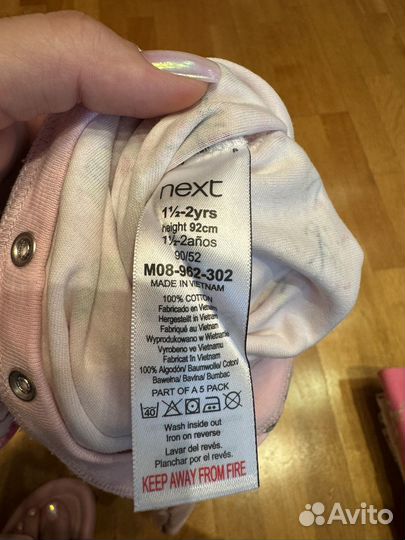 next
1½-2yrs
height 92cm
1½-2años
90/52
M08-962-302
MADE IN VIETNAM
100% COTTON
Fabricado en Vietnam
Hergestellt in Vietnam
Fabriqué au Vietnam
Wyprodukowano w Wietnam
Vyrobeno ve Vietnamu
Fabricat In Vietnam
100% Algodón/ Baumwolle/ Coton/
Bawełna/ Bavlna/ Bumbac
PART OF A 5 PACK
40
Wash inside out
Iron on reverse
Lavar del revés.
Planchar por el revés.
KEEP AWAY FROM FIRE
Avito